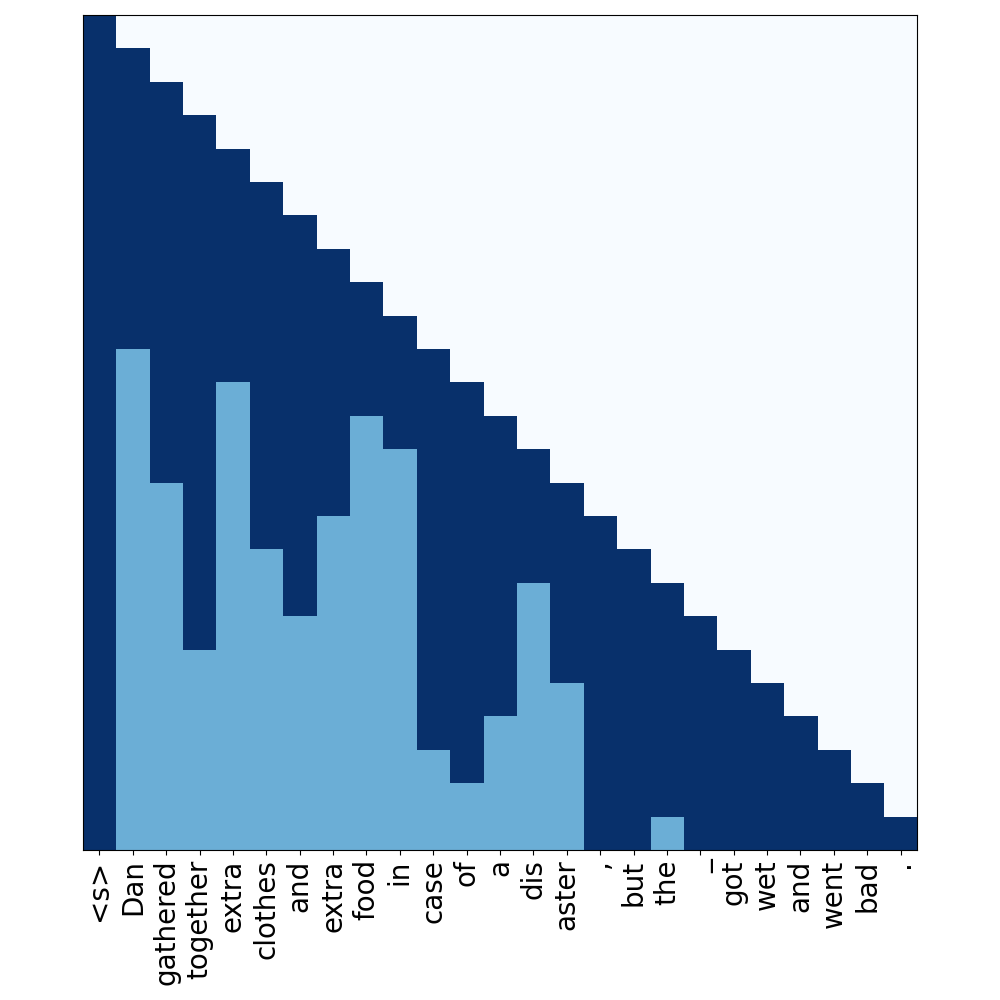 <s>
Dan
gathered
together
extra
clothes
and
extra
food
in
case
of
a
dis
aster
,
but
the
_
got
wet
and
went
bad
.